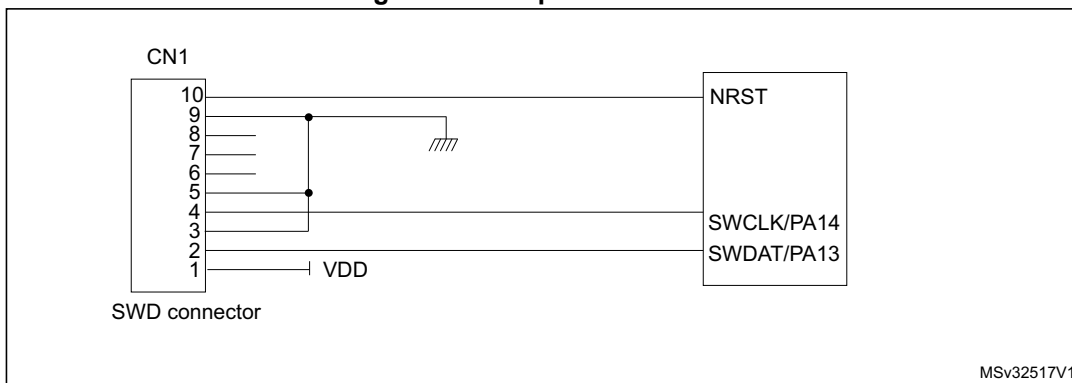 CN1
10
9
8
7
6
5
4
3
2
1
VDD
NRST
SWCLK/PA14
SWDAT/PA13
SWD connector
MSv32517V1